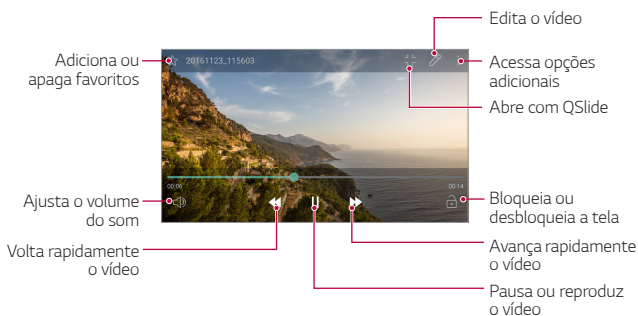 Edita o vídeo
Adiciona ou
apaga favoritos
20161123_115603
Acessa opções
adicionais
Abre com QSlide
00:06
00:14
Ajusta o volume
do som
Bloqueia ou
desbloqueia a tela
Volta rapidamente
o vídeo
Avança rapidamente
o vídeo
Pausa ou reproduz
o vídeo